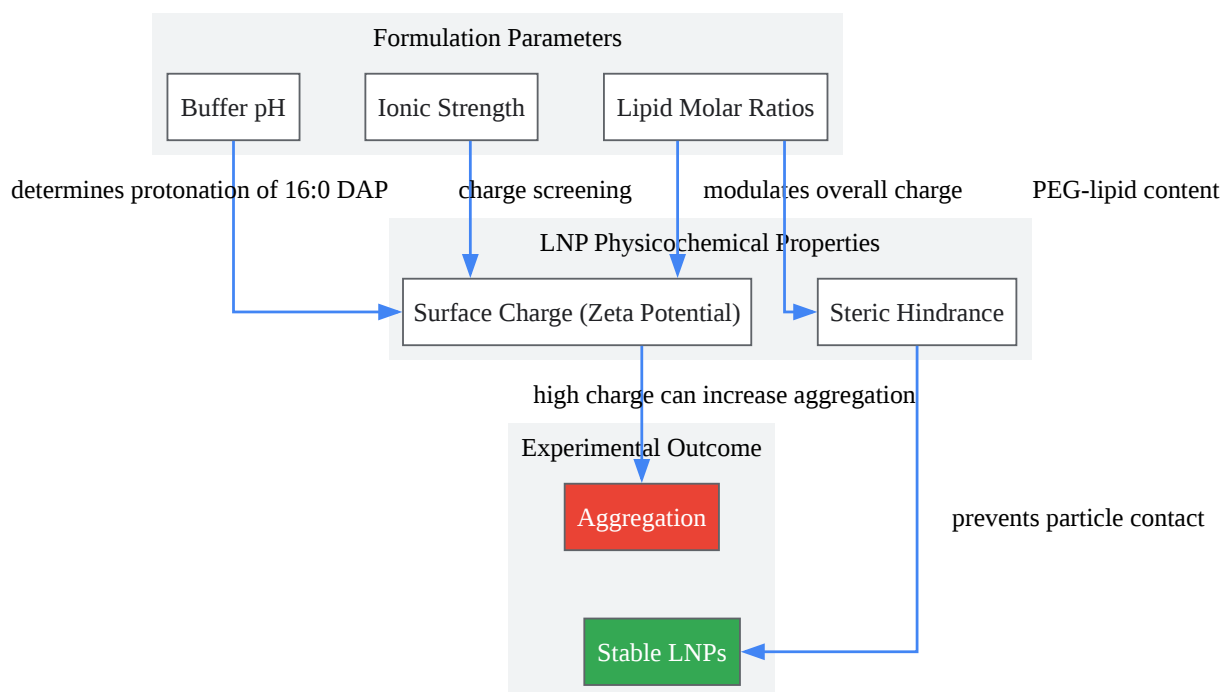 Formulation Parameters
Buffer pH
Ionic Strength
Lipid Molar Ratios
determines protonation of 16:0 DAP
charge screening
modulates overall charge
PEG-lipid content
LNP Physicochemical Properties
Surface Charge (Zeta Potential)
Steric Hindrance
high charge can increase aggregation
Experimental Outcome
Aggregation
prevents particle contact
Stable LNPs